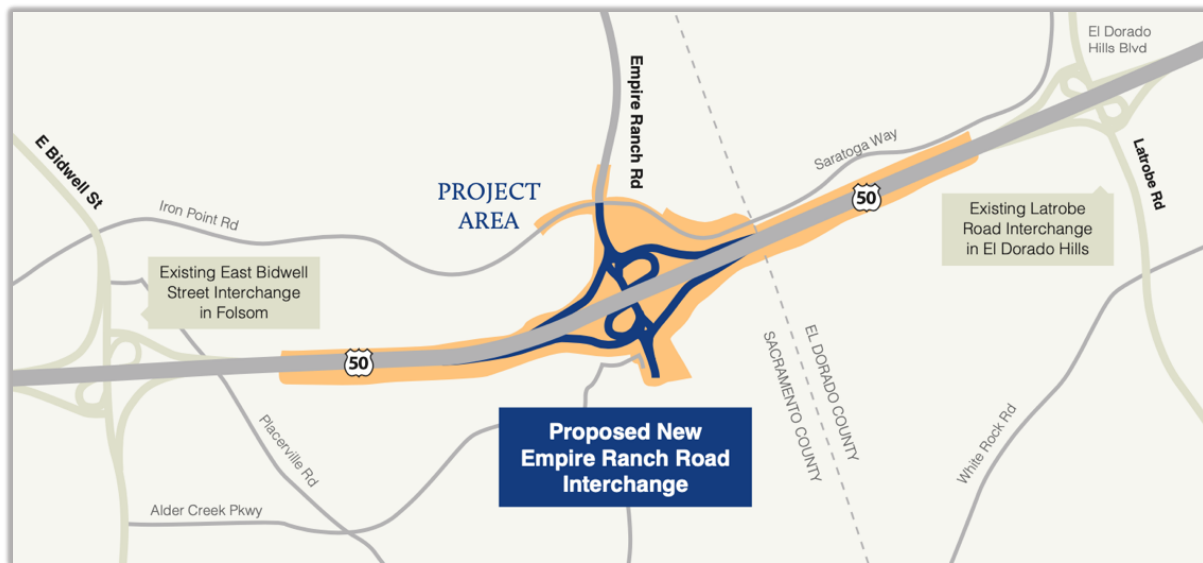 El Dorado
Hills Blvd
Empire Ranch Rd
E Bidwell St
Saratoga Way
Latrobe Rd
PROJECT
AREA
50
Iron Point Rd
Existing Latrobe
Road Interchange
in El Dorado Hills
Existing East Bidwell
Street Interchange
in Folsom
50
EL DORADO COUNTY
SACRAMENTO COUNTY
Placerville Rd
White Rock Rd
Proposed New
Empire Ranch Road
Interchange
Alder Creek Pkwy